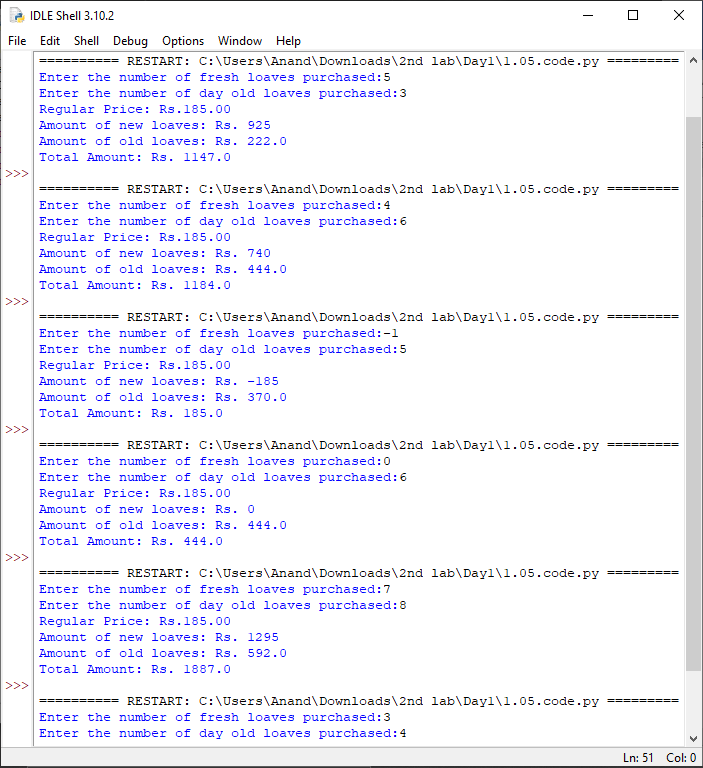 IDLE Shell 3.10.2
File Edit Shell Debug Options Window Help
========== RESTART: C:\Users\Anand\Downloads\2nd lab\Day1\1.05.code.py =========
Enter the number of fresh loaves purchased:5
Enter the number of day old loaves purchased:3
Regular Price: Rs.185.00
Amount of new loaves: Rs. 925
Amount of old loaves: Rs. 222.0
Total Amount: Rs. 1147.0
>>>
========== RESTART: C:\Users\Anand\Downloads\2nd lab\Day1\1.05.code.py =========
Enter the number of fresh loaves purchased:4
Enter the number of day old loaves purchased:6
Regular Price: Rs.185.00
Amount of new loaves: Rs. 740
Amount of old loaves: Rs. 444.0
Total Amount: Rs. 1184.0
>>>
========== RESTART: C:\Users\Anand\Downloads\2nd lab\Day1\1.05.code.py =========
Enter the number of fresh loaves purchased:-1
Enter the number of day old loaves purchased:5
Regular Price: Rs.185.00
Amount of new loaves: Rs. -185
Amount of old loaves: Rs. 370.0
Total Amount: Rs. 185.0
>>>
========== RESTART: C:\Users\Anand\Downloads\2nd lab\Day1\1.05.code.py =========
Enter the number of fresh loaves purchased:0
Enter the number of day old loaves purchased:6
Regular Price: Rs.185.00
Amount of new loaves: Rs. 0
Amount of old loaves: Rs. 444.0
Total Amount: Rs. 444.0
>>>
========== RESTART: C:\Users\Anand\Downloads\2nd lab\Day1\1.05.code.py =========
Enter the number of fresh loaves purchased:7
Enter the number of day old loaves purchased:8
Regular Price: Rs.185.00
Amount of new loaves: Rs. 1295
Amount of old loaves: Rs. 592.0
Total Amount: Rs. 1887.0
>>>
========== RESTART: C:\Users\Anand\Downloads\2nd lab\Day1\1.05.code.py =========
Enter the number of fresh loaves purchased:3
Enter the number of day old loaves purchased:4
Ln: 51 Col: 0